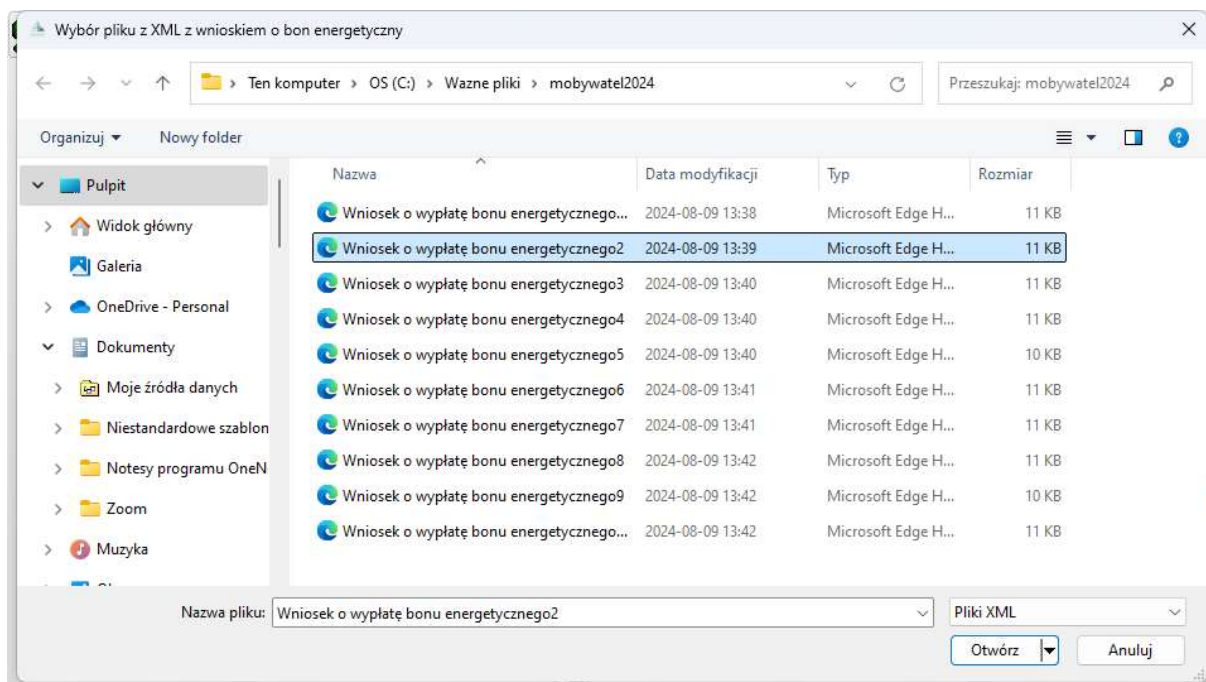 Wybór pliku z XML z wnioskiem o bon energetyczny
Ten komputer > OS (C:) > Wazne pliki > mobywatel2024
Przeszukaj: mobywatel2024
Organizuj Nowy folder
Nazwa Data modyfikacji Typ Rozmiar
Pulpit
Widok główny
Galeria
OneDrive - Personal
Dokumenty
Moje źródła danych
Niestandardowe szablon
Notesy programu OneN
Zoom
Muzyka
Wniosek o wypłatę bonu energetycznego... 2024-08-09 13:38 Microsoft Edge H... 11 KB
Wniosek o wypłatę bonu energetycznego2 2024-08-09 13:39 Microsoft Edge H... 11 KB
Wniosek o wypłatę bonu energetycznego3 2024-08-09 13:40 Microsoft Edge H... 11 KB
Wniosek o wypłatę bonu energetycznego4 2024-08-09 13:40 Microsoft Edge H... 11 KB
Wniosek o wypłatę bonu energetycznego5 2024-08-09 13:40 Microsoft Edge H... 10 KB
Wniosek o wypłatę bonu energetycznego6 2024-08-09 13:41 Microsoft Edge H... 11 KB
Wniosek o wypłatę bonu energetycznego7 2024-08-09 13:41 Microsoft Edge H... 11 KB
Wniosek o wypłatę bonu energetycznego8 2024-08-09 13:42 Microsoft Edge H... 11 KB
Wniosek o wypłatę bonu energetycznego9 2024-08-09 13:42 Microsoft Edge H... 10 KB
Wniosek o wypłatę bonu energetycznego... 2024-08-09 13:42 Microsoft Edge H... 11 KB
Nazwa pliku: Wniosek o wypłatę bonu energetycznego2 Pliki XML
Otwórz Anuluj